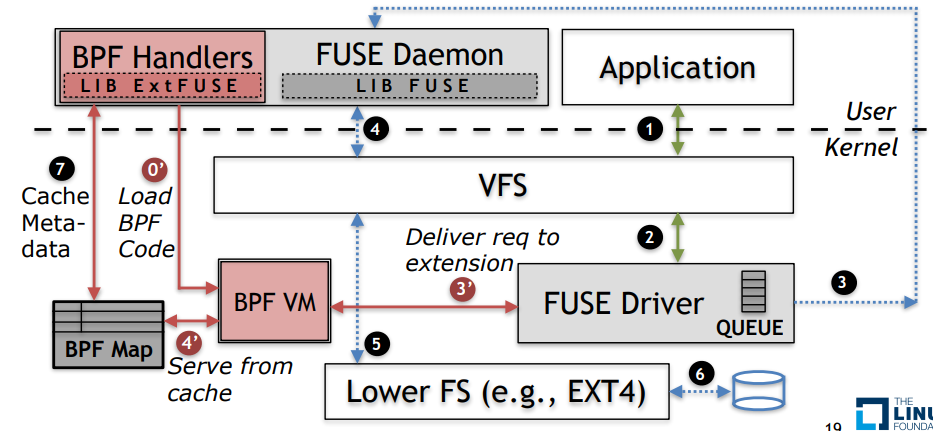 BPF Handlers
LIB ExtFUSE
FUSE Daemon
LIB FUSE
Application
User
Kernel
4
1
7
Cache
Meta-
data
0’
Load
BPF
Code
VFS
Deliver req to
extension
2
3
BPF VM
3’
FUSE Driver
QUEUE
BPF Map
4’
Serve from
cache
5
Lower FS (e.g., EXT4)
6
19
THE